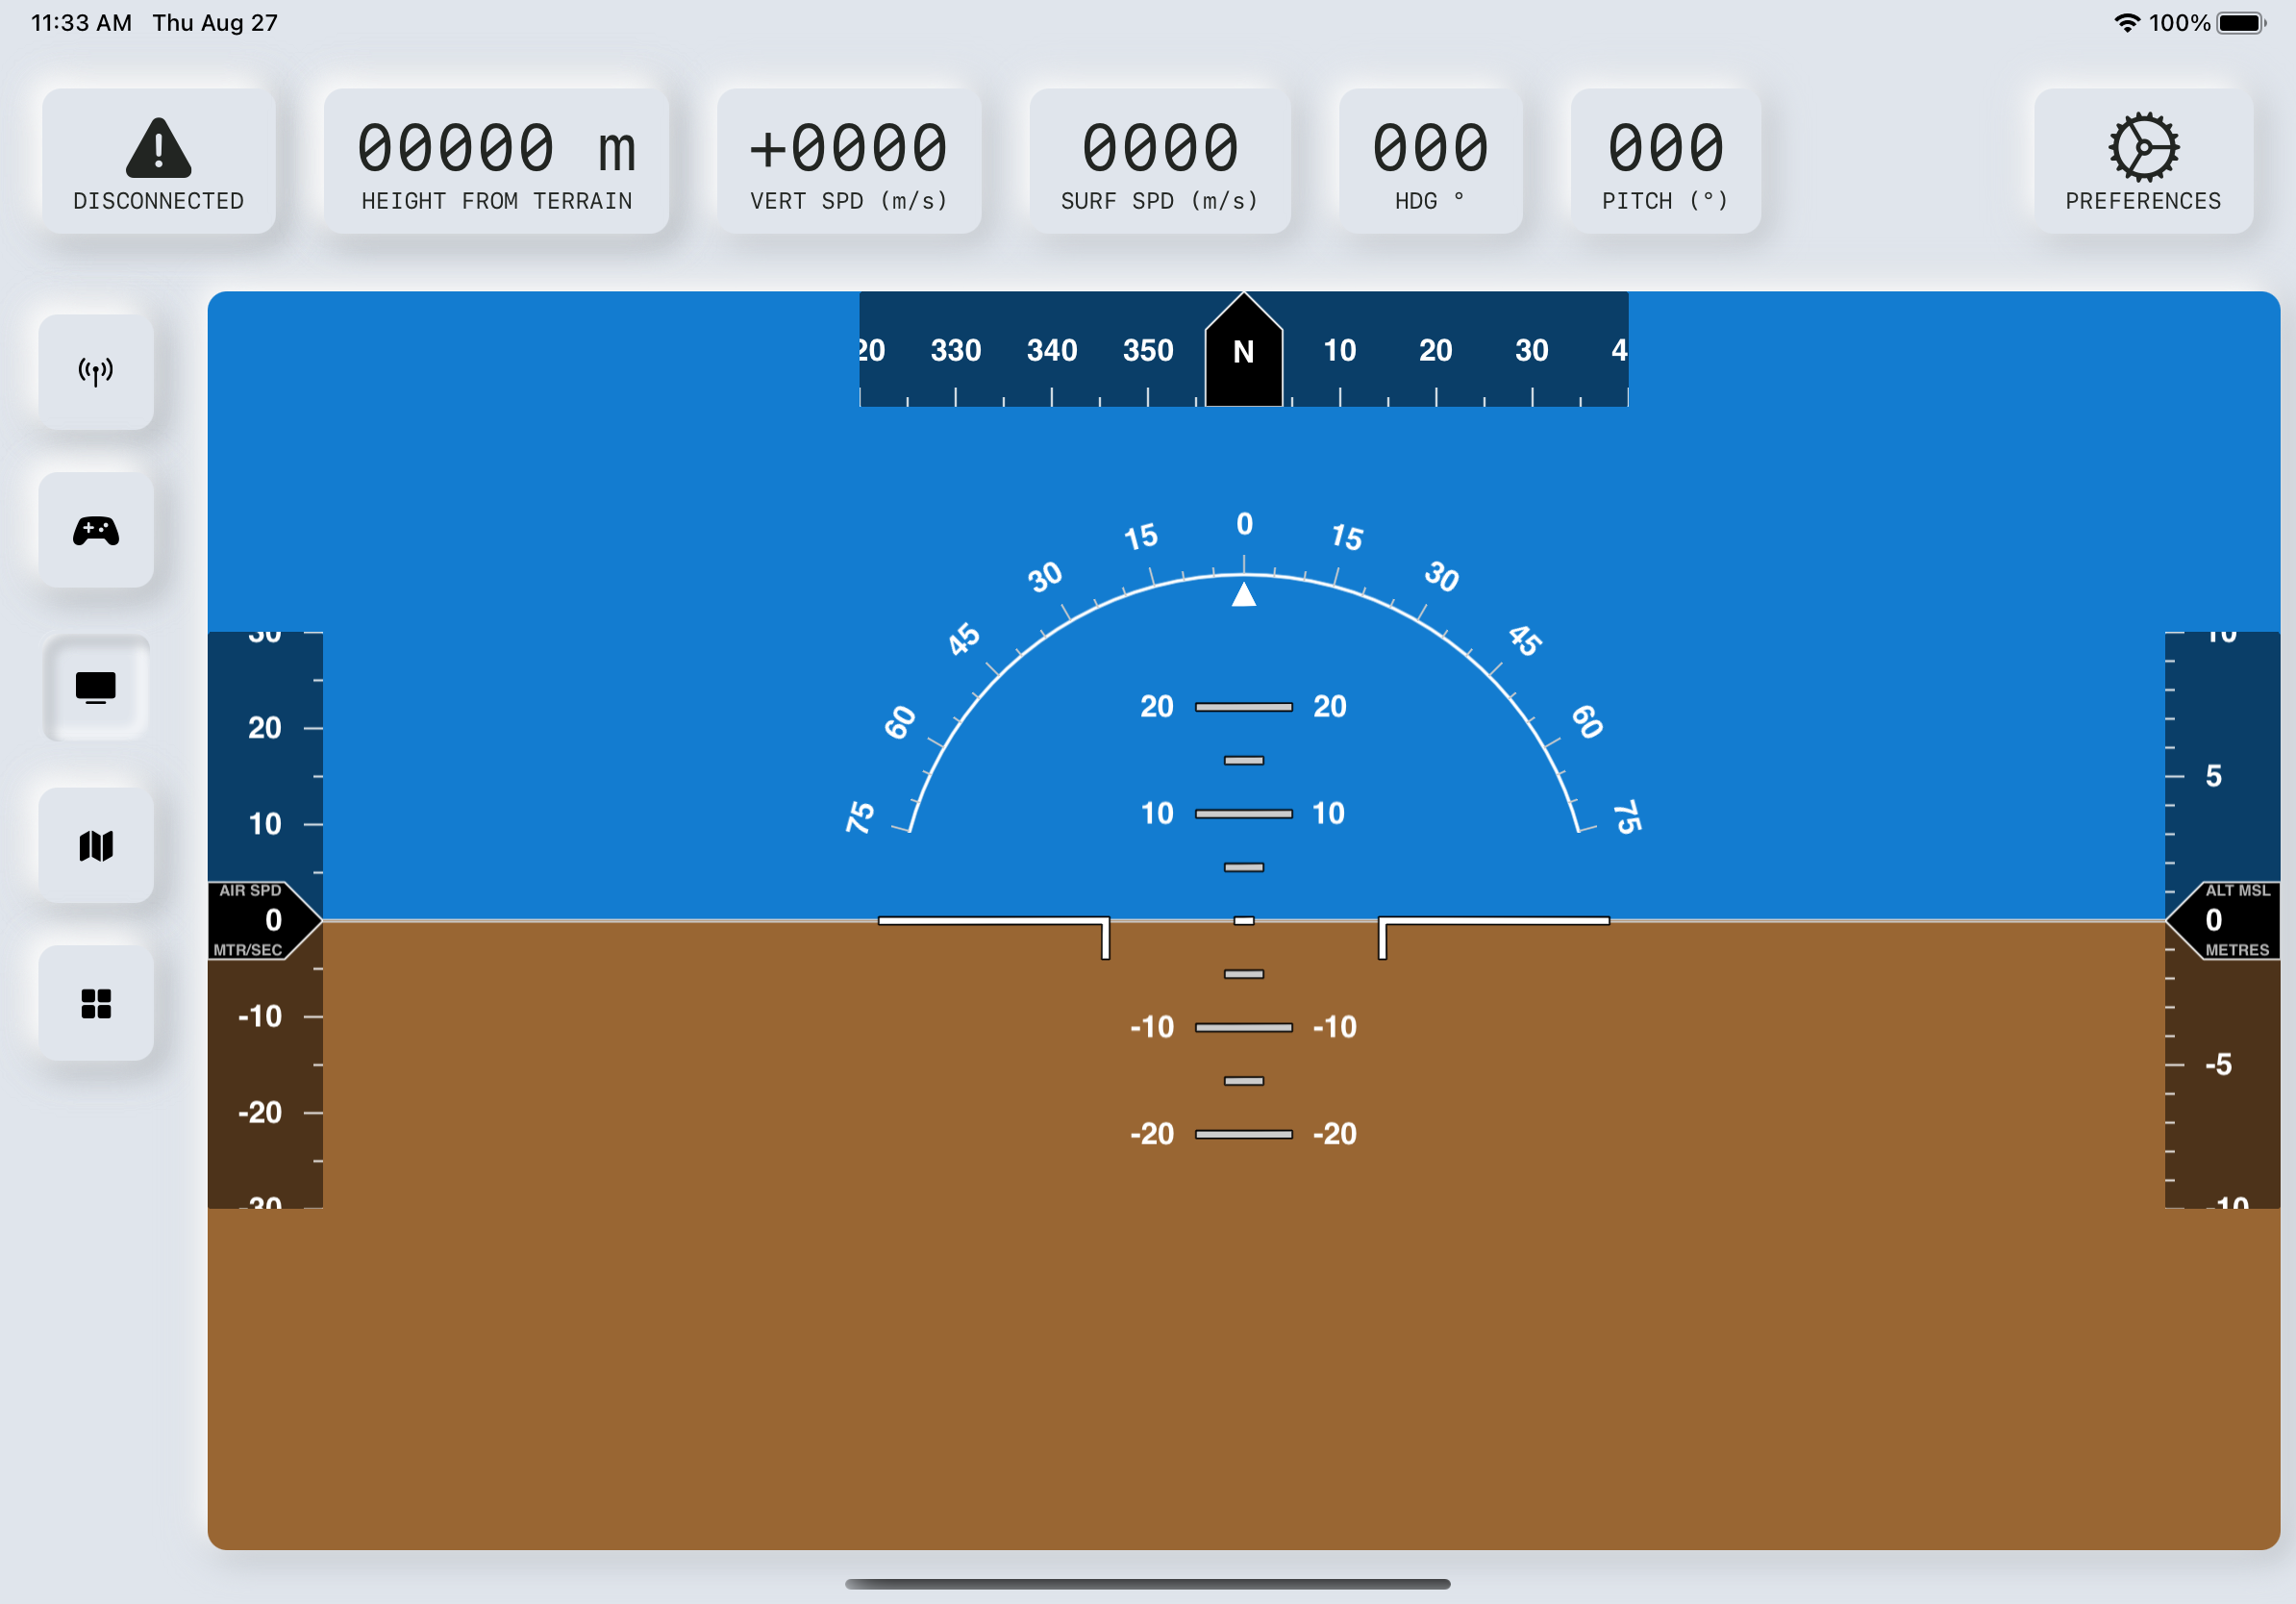 11:33 AM Thu Aug 27
100%
00000 m
+0000
0000
000
000
DISCONNECTED
HEIGHT FROM TERRAIN
VERT SPD (m/s)
SURF SPD (m/s)
HDG °
PITCH (°)
PREFERENCES
20 330 340 350 N 10 20 30 4
0
15 15
30 30
45 45
60 60
75 75
20 20
10 10
-10 -10
-20 -20
30
20
10
AIR SPD
0
MTR/SEC
-10
-20
-30
10
5
ALT MSL
0
METRES
-5
-10